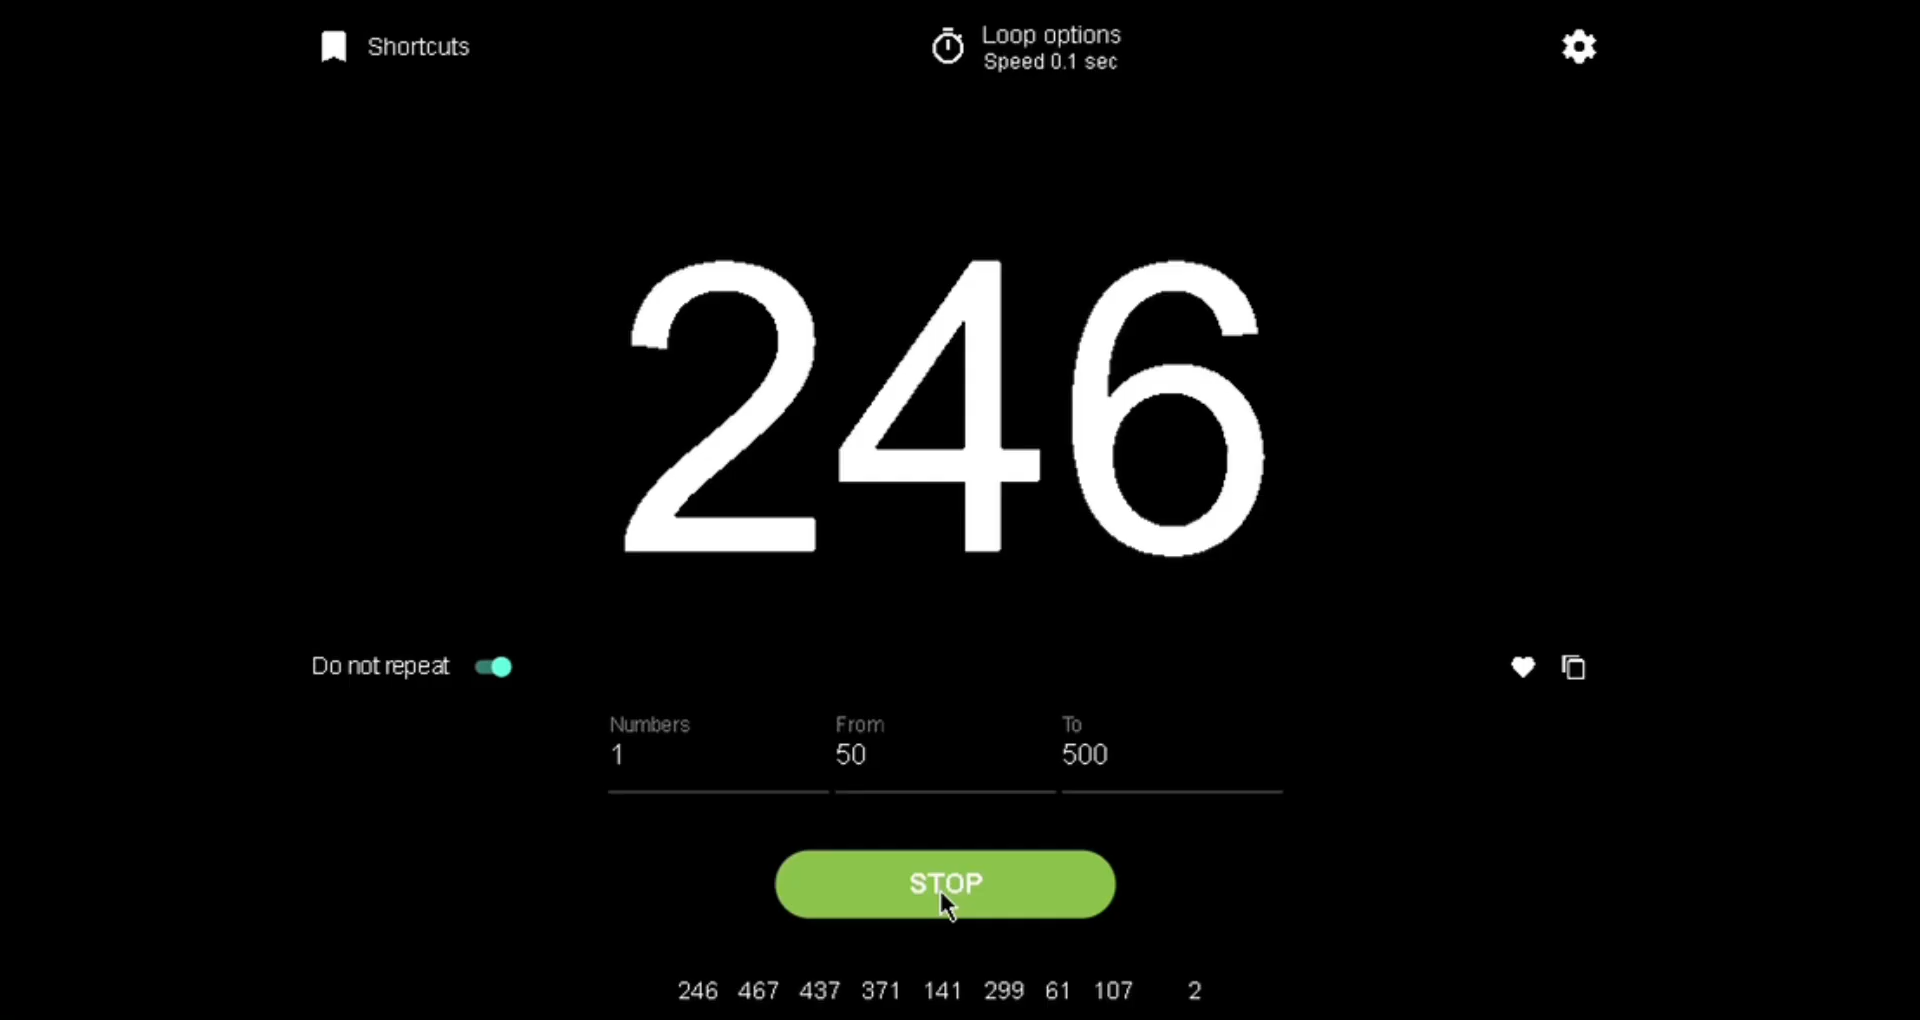 Shortcuts
Loop options
Speed 0.1 sec
246
Do not repeat
Numbers From To
1 50 500
STOP
246 467 437 371 141 299 61 107 2